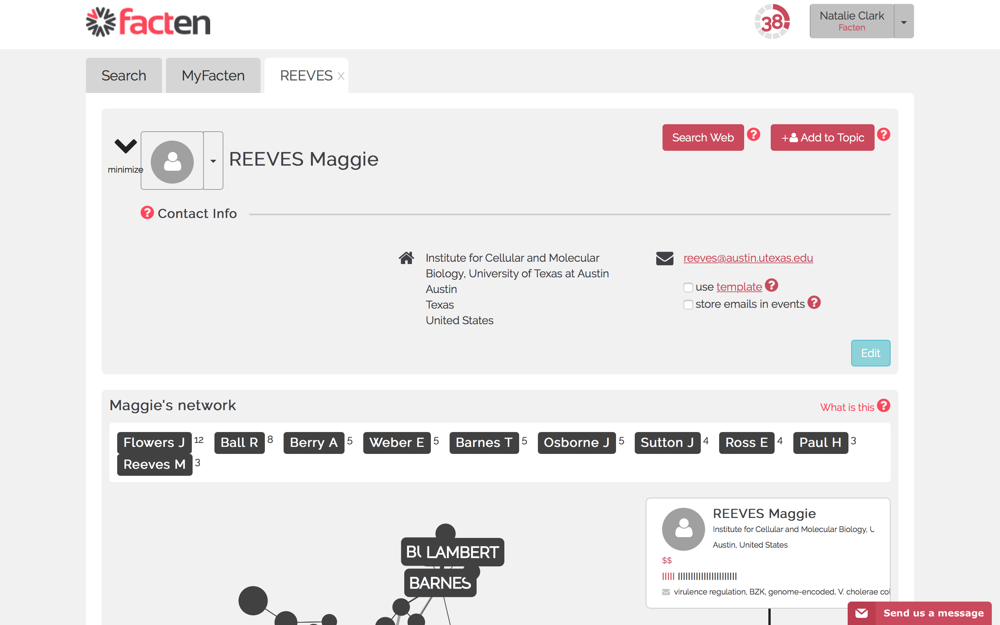 facten
38
Natalie Clark
Facten
Search
MyFacten
REEVES x
Search Web ?
+ Add to Topic ?
minimize
REEVES Maggie
? Contact Info
Institute for Cellular and Molecular
Biology, University of Texas at Austin
Austin
Texas
United States
reeves@austin.utexas.edu
use template ?
store emails in events ?
Edit
Maggie's network
What is this ?
Flowers J 12 Ball R 8 Berry A 5 Weber E 5 Barnes T 5 Osborne J 5 Sutton J 4 Ross E 4 Paul H 3
Reeves M 3
LAMBERT
BARNES
REEVES Maggie
Institute for Cellular and Molecular Biology,
Austin, United States
$$
virulence regulation, BZK, genome-encoded, V. cholerae
Send us a message